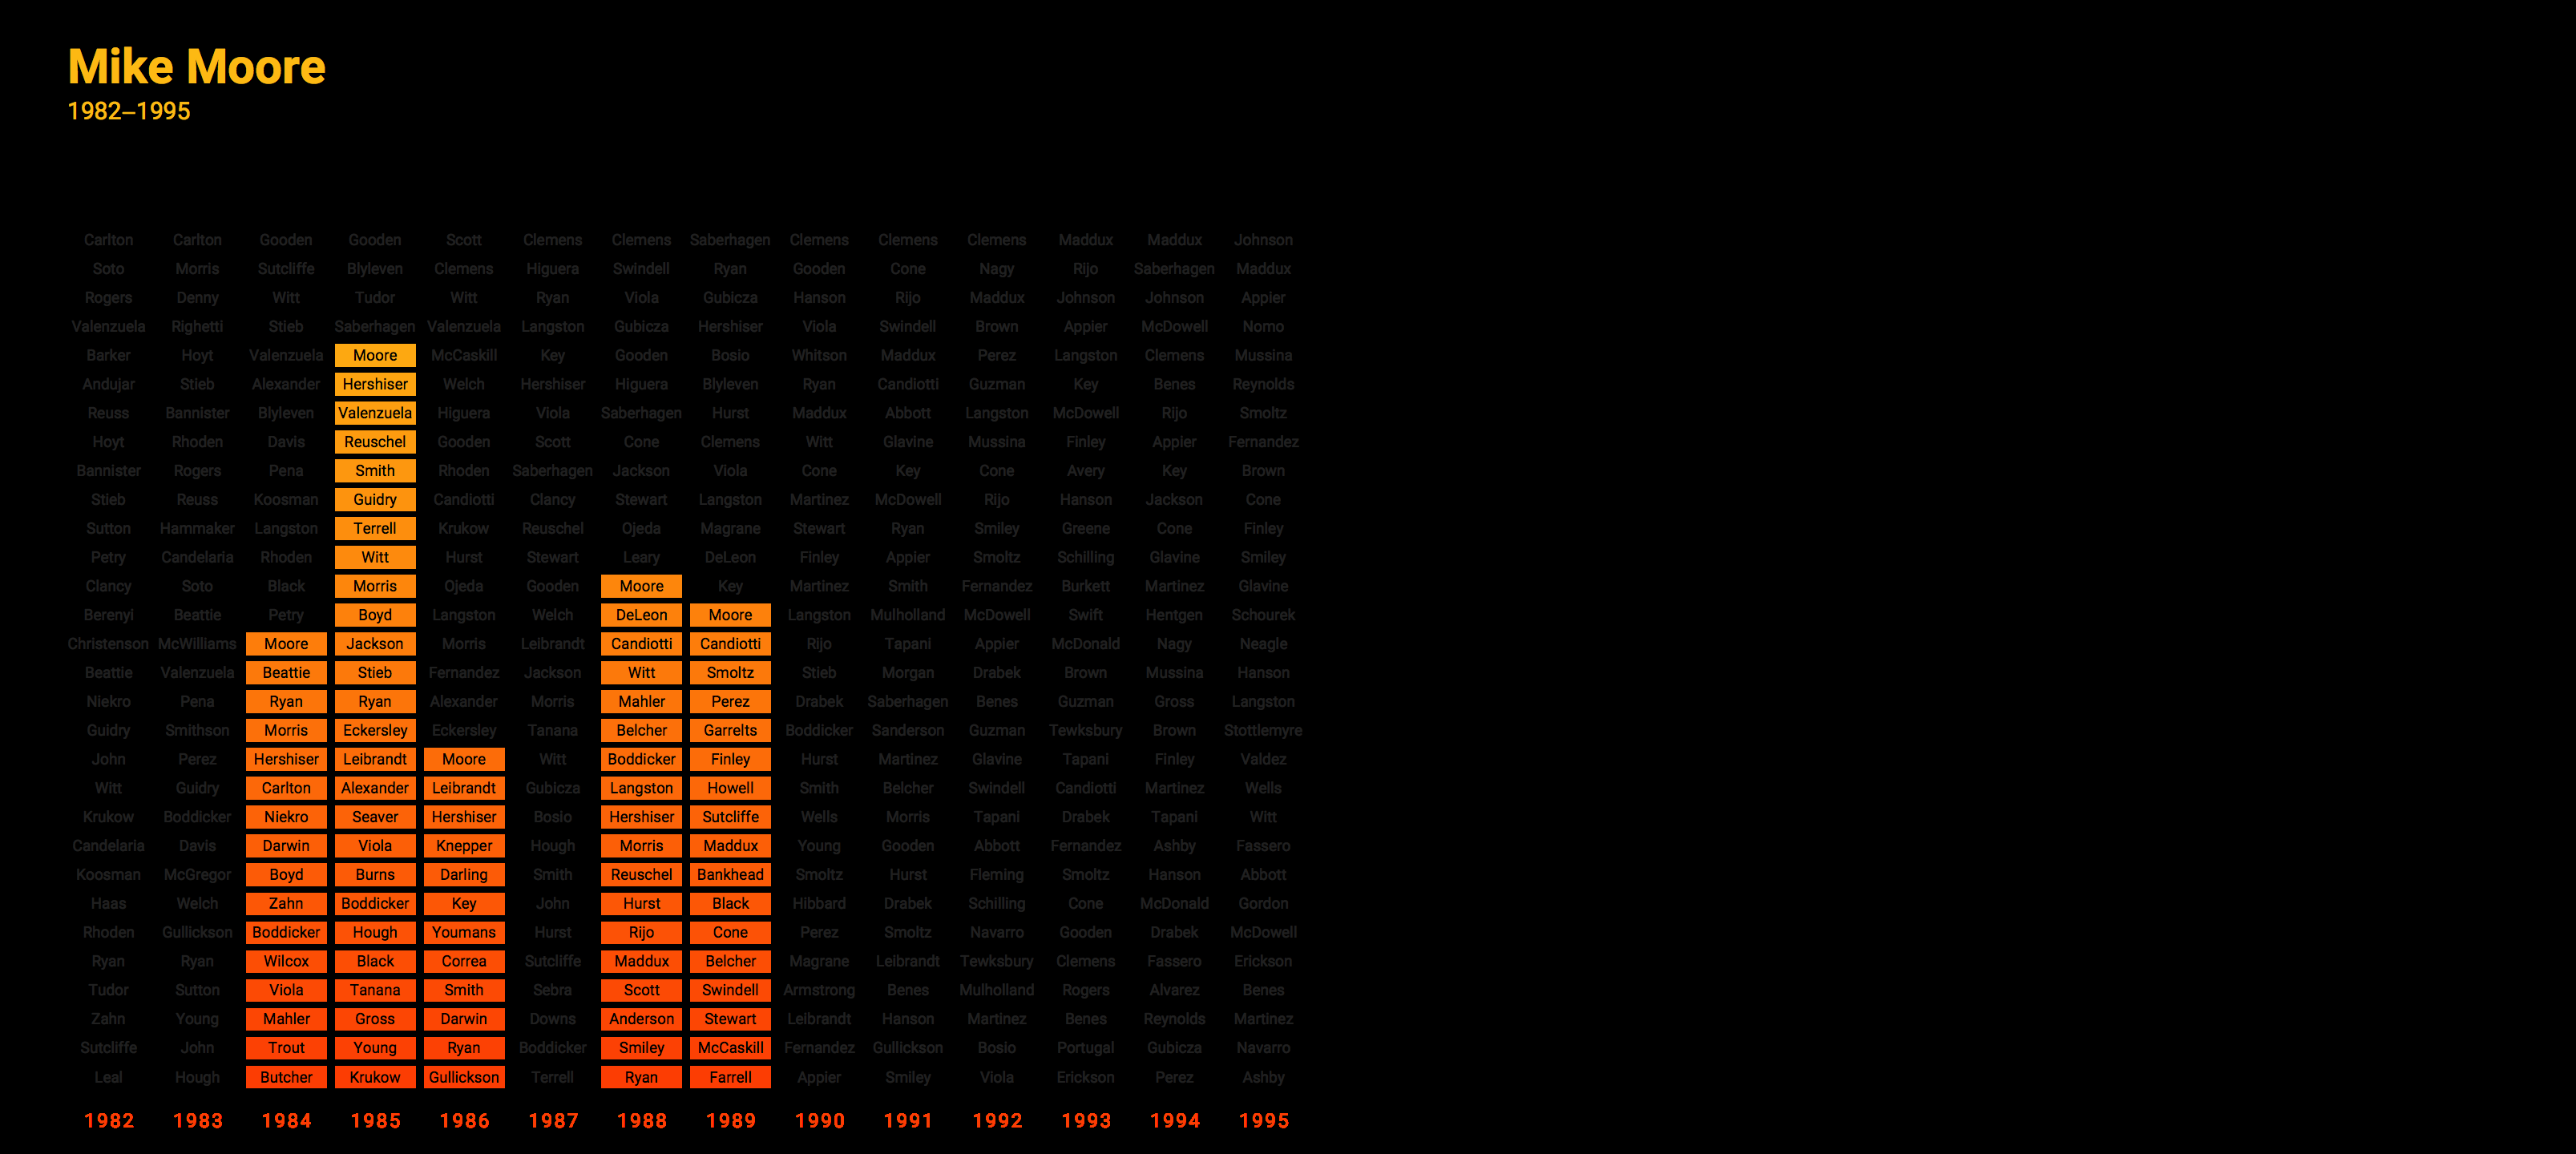 Mike Moore
1982–1995
Carlton Carlton Gooden Gooden Scott Clemens Clemens Saberhagen Clemens Clemens Clemens Maddux Maddux Johnson
Soto Morris Sutcliffe Blyleven Clemens Higuera Swindell Ryan Gooden Cone Nagy Rijo Saberhagen Maddux
Rogers Denny Witt Tudor Witt Ryan Viola Gubicza Hanson Rijo Maddux Johnson Johnson Appier
Valenzuela Righetti Stieb Saberhagen Valenzuela Langston Gubicza Hershiser Viola Swindell Brown Appier McDowell Nomo
Barker Hoyt Valenzuela Moore McCaskill Key Gooden Bosio Whitson Maddux Perez Langston Clemens Mussina
Andujar Stieb Alexander Hershiser Welch Hershiser Higuera Blyleven Ryan Candiotti Guzman Key Benes Reynolds
Reuss Bannister Blyleven Valenzuela Higuera Viola Saberhagen Hurst Maddux Abbott Langston McDowell Rijo Smoltz
Hoyt Rhoden Davis Reuschel Gooden Scott Cone Clemens Witt Glavine Mussina Finley Appier Fernandez
Bannister Rogers Pena Smith Rhoden Saberhagen Jackson Viola Cone Key Cone Avery Key Brown
Stieb Reuss Koosman Guidry Candiotti Clancy Stewart Langston Martinez McDowell Rijo Hanson Jackson Cone
Sutton Hammaker Langston Terrell Krukow Reuschel Ojeda Magrane Stewart Ryan Smiley Greene Cone Finley
Petry Candelaria Rhoden Witt Hurst Stewart Leary DeLeon Finley Appier Smoltz Schilling Glavine Smiley
Clancy Soto Black Morris Ojeda Gooden Moore Key Martinez Smith Fernandez Burkett Martinez Glavine
Berenyi Beattie Petry Boyd Langston Welch DeLeon Moore Langston Mulholland McDowell Swift Hentgen Schourek
Christenson McWilliams Moore Jackson Morris Leibrandt Candiotti Candiotti Rijo Tapani Appier McDonald Nagy Neagle
Beattie Valenzuela Beattie Stieb Fernandez Jackson Witt Smoltz Stieb Morgan Drabek Brown Mussina Hanson
Niekro Pena Ryan Ryan Alexander Morris Mahler Perez Drabek Saberhagen Benes Guzman Gross Langston
Guidry Smithson Morris Eckersley Eckersley Tanana Belcher Garrelts Boddicker Sanderson Guzman Tewksbury Brown Stottlemyre
John Perez Hershiser Leibrandt Moore Witt Boddicker Finley Hurst Martinez Glavine Tapani Finley Valdez
Witt Guidry Carlton Alexander Leibrandt Gubicza Langston Howell Smith Belcher Swindell Candiotti Martinez Wells
Krukow Boddicker Niekro Seaver Hershiser Bosio Hershiser Sutcliffe Wells Morris Tapani Drabek Tapani Witt
Candelaria Davis Darwin Viola Knepper Hough Morris Maddux Young Gooden Abbott Fernandez Ashby Fassero
Koosman McGregor Boyd Burns Darling Smith Reuschel Bankhead Smoltz Hurst Fleming Smoltz Hanson Abbott
Haas Welch Zahn Boddicker Key John Hurst Black Hibbard Drabek Schilling Cone McDonald Gordon
Rhoden Gullickson Boddicker Hough Youmans Hurst Rijo Cone Perez Smoltz Navarro Gooden Drabek McDowell
Ryan Ryan Wilcox Black Correa Sutcliffe Maddux Belcher Magrane Leibrandt Tewksbury Clemens Fassero Erickson
Tudor Sutton Viola Tanana Smith Sebra Scott Swindell Armstrong Benes Mulholland Rogers Alvarez Benes
Zahn Young Mahler Gross Darwin Downs Anderson Stewart Leibrandt Hanson Martinez Benes Reynolds Martinez
Sutcliffe John Trout Young Ryan Boddicker Smiley McCaskill Fernandez Gullickson Bosio Portugal Gubicza Navarro
Leal Hough Butcher Krukow Gullickson Terrell Ryan Farrell Appier Smiley Viola Erickson Perez Ashby
1982 1983 1984 1985 1986 1987 1988 1989 1990 1991 1992 1993 1994 1995